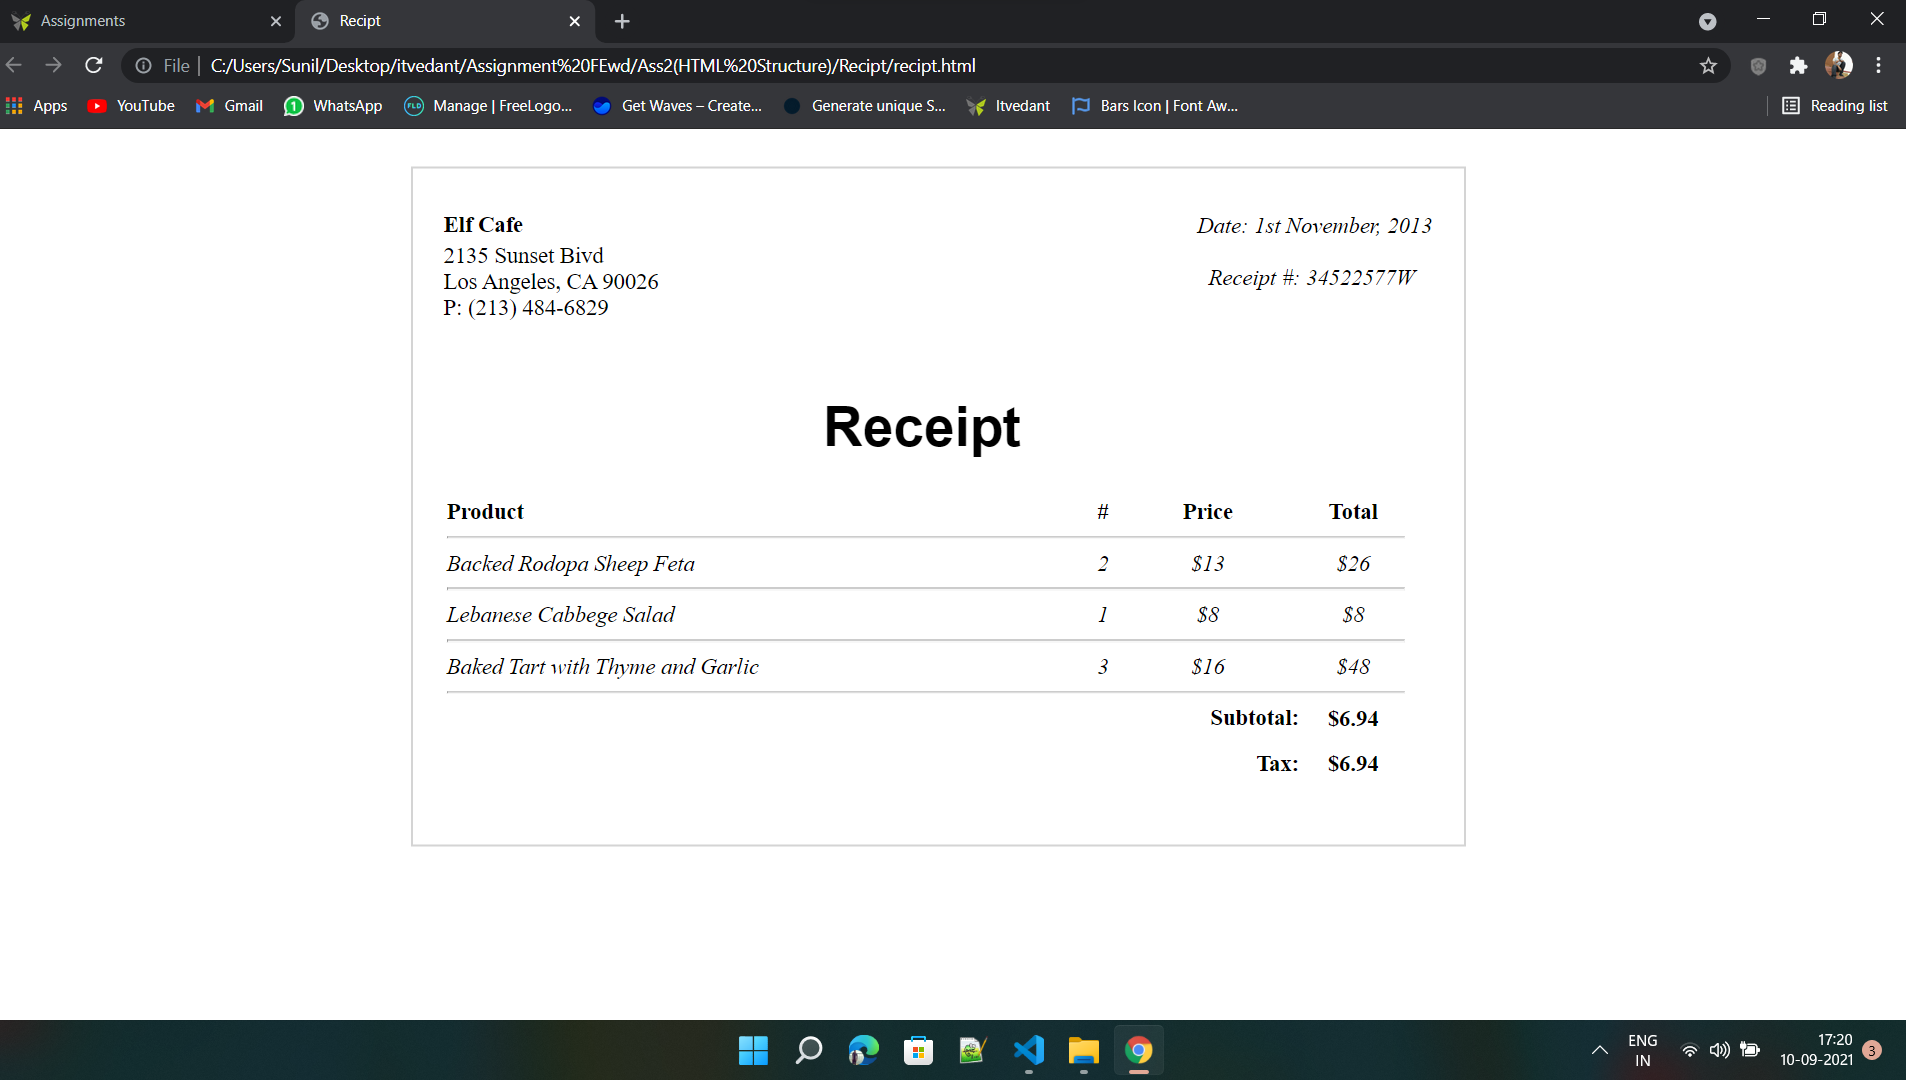 Assignments
Recipt
File | C:/Users/Sunil/Desktop/itvedant/Assignment%20FEwd/Ass2(HTML%20Structure)/Recipt/recipt.html
Apps YouTube Gmail WhatsApp Manage | FreeLogo... Get Waves – Create... Generate unique S... Itvedant Bars Icon | Font Aw... Reading list
Elf Cafe
2135 Sunset Bivd
Los Angeles, CA 90026
P: (213) 484-6829
Date: 1st November, 2013
Receipt #: 34522577W
Receipt
Product # Price Total
Backed Rodopa Sheep Feta 2 $13 $26
Lebanese Cabbege Salad 1 $8 $8
Baked Tart with Thyme and Garlic 3 $16 $48
Subtotal: $6.94
Tax: $6.94
ENG
IN
17:20
10-09-2021
3